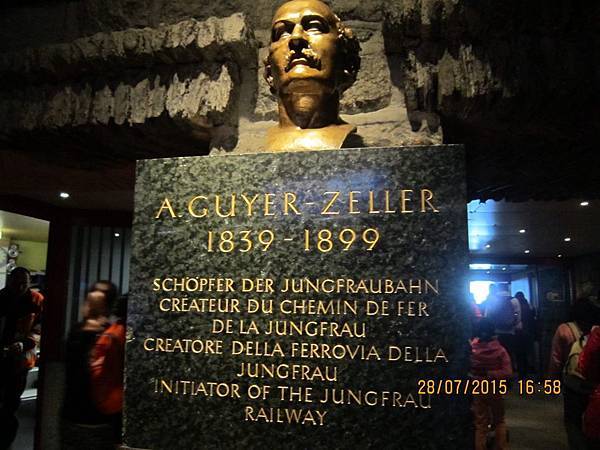 A. GUYER-ZELLER
1839-1899
SCHÖPFER DER JUNGFRAUBAHN
CRÉATEUR DU CHEMIN DE FER
DE LA JUNGFRAU
CREATORE DELLA FERROVIA DELLA
JUNGFRAU
INITIATOR OF THE JUNGFRAU
RAILWAY
28/07/2015 16:58